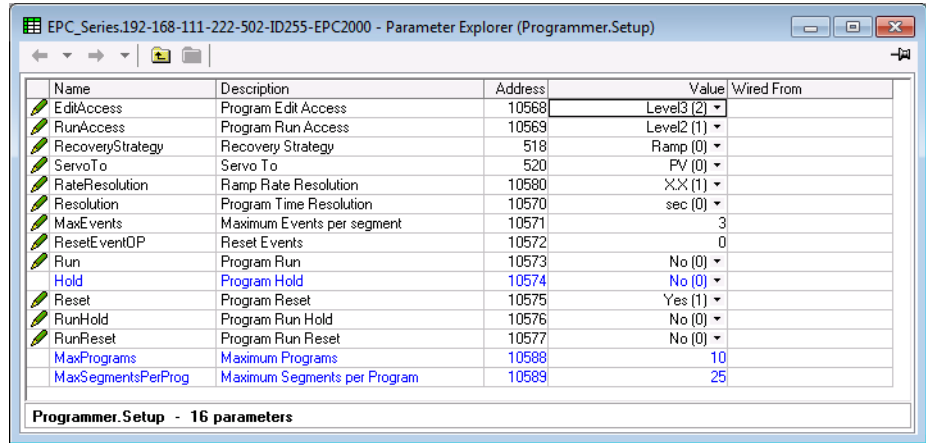 EPC_Series.192-168-111-222-502-ID255-EPC2000 - Parameter Explorer (Programmer.Setup)
Name Description Address Value Wired From
EditAccess Program Edit Access 10568 Level3 (2)
RunAccess Program Run Access 10569 Level2 (1)
RecoveryStrategy Recovery Strategy 518 Ramp (0)
ServoTo Servo To 520 PV (0)
RateResolution Ramp Rate Resolution 10580 X.X (1)
Resolution Program Time Resolution 10570 sec (0)
MaxEvents Maximum Events per segment 10571 3
ResetEventOP Reset Events 10572 0
Run Program Run 10573 No (0)
Hold Program Hold 10574 No (0)
Reset Program Reset 10575 Yes (1)
RunHold Program Run Hold 10576 No (0)
RunReset Program Run Reset 10577 No (0)
MaxPrograms Maximum Programs 10588 10
MaxSegmentsPerProg Maximum Segments per Program 10589 25
Programmer.Setup - 16 parameters